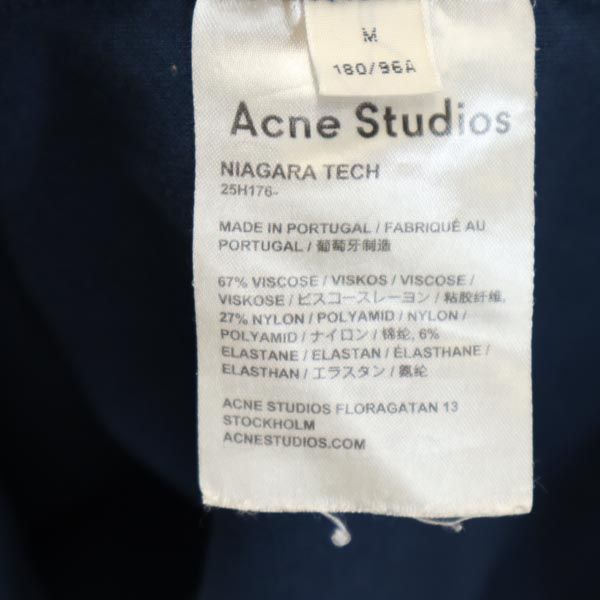 M
180/96A
Acne Studios
NIAGARA TECH
25H176-
MADE IN PORTUGAL / FABRIQUÉ AU
PORTUGAL / 葡萄牙制造
67% VISCOSE / VISKOS / VISCOSE /
VISKOSE / ビスコースレーヨン / 粘胶纤维,
27% NYLON / POLYAMID / NYLON /
POLYAMID / ナイロン / 锦纶, 6%
ELASTANE / ELASTAN / ÉLASTHANE /
ELASTHAN / エラスタン / 氨纶
ACNE STUDIOS FLORAGATAN 13
STOCKHOLM
ACNESTUDIOS.COM